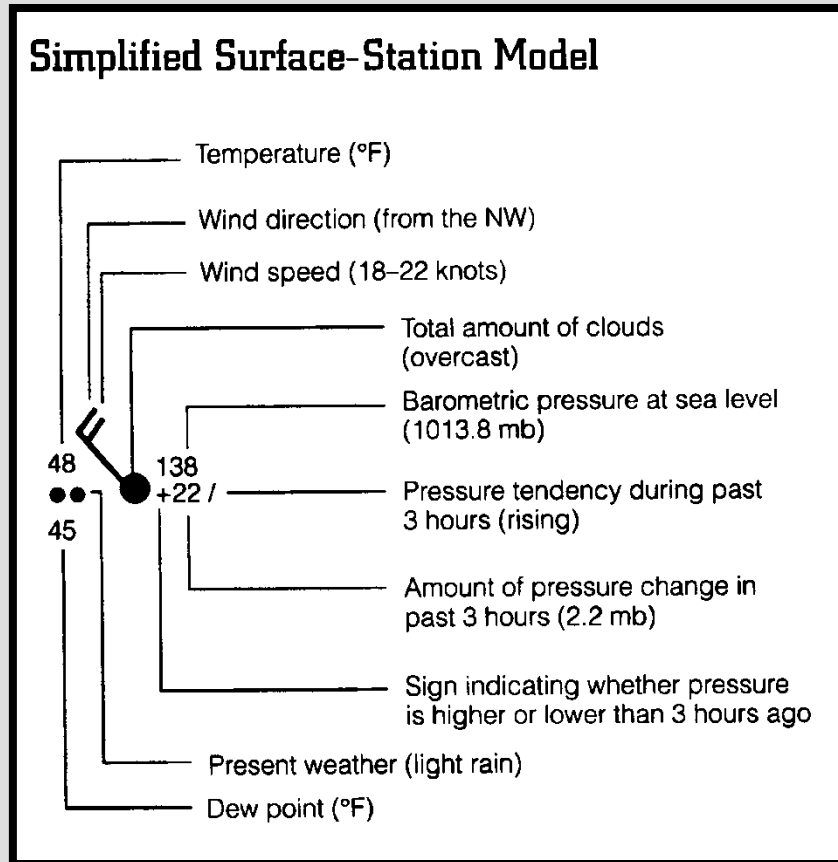 Simplified Surface-Station Model
Temperature (°F)
Wind direction (from the NW)
Wind speed (18–22 knots)
Total amount of clouds
(overcast)
Barometric pressure at sea level
(1013.8 mb)
48
138
+22 /
Pressure tendency during past
3 hours (rising)
45
Amount of pressure change in
past 3 hours (2.2 mb)
Sign indicating whether pressure
is higher or lower than 3 hours ago
Present weather (light rain)
Dew point (°F)